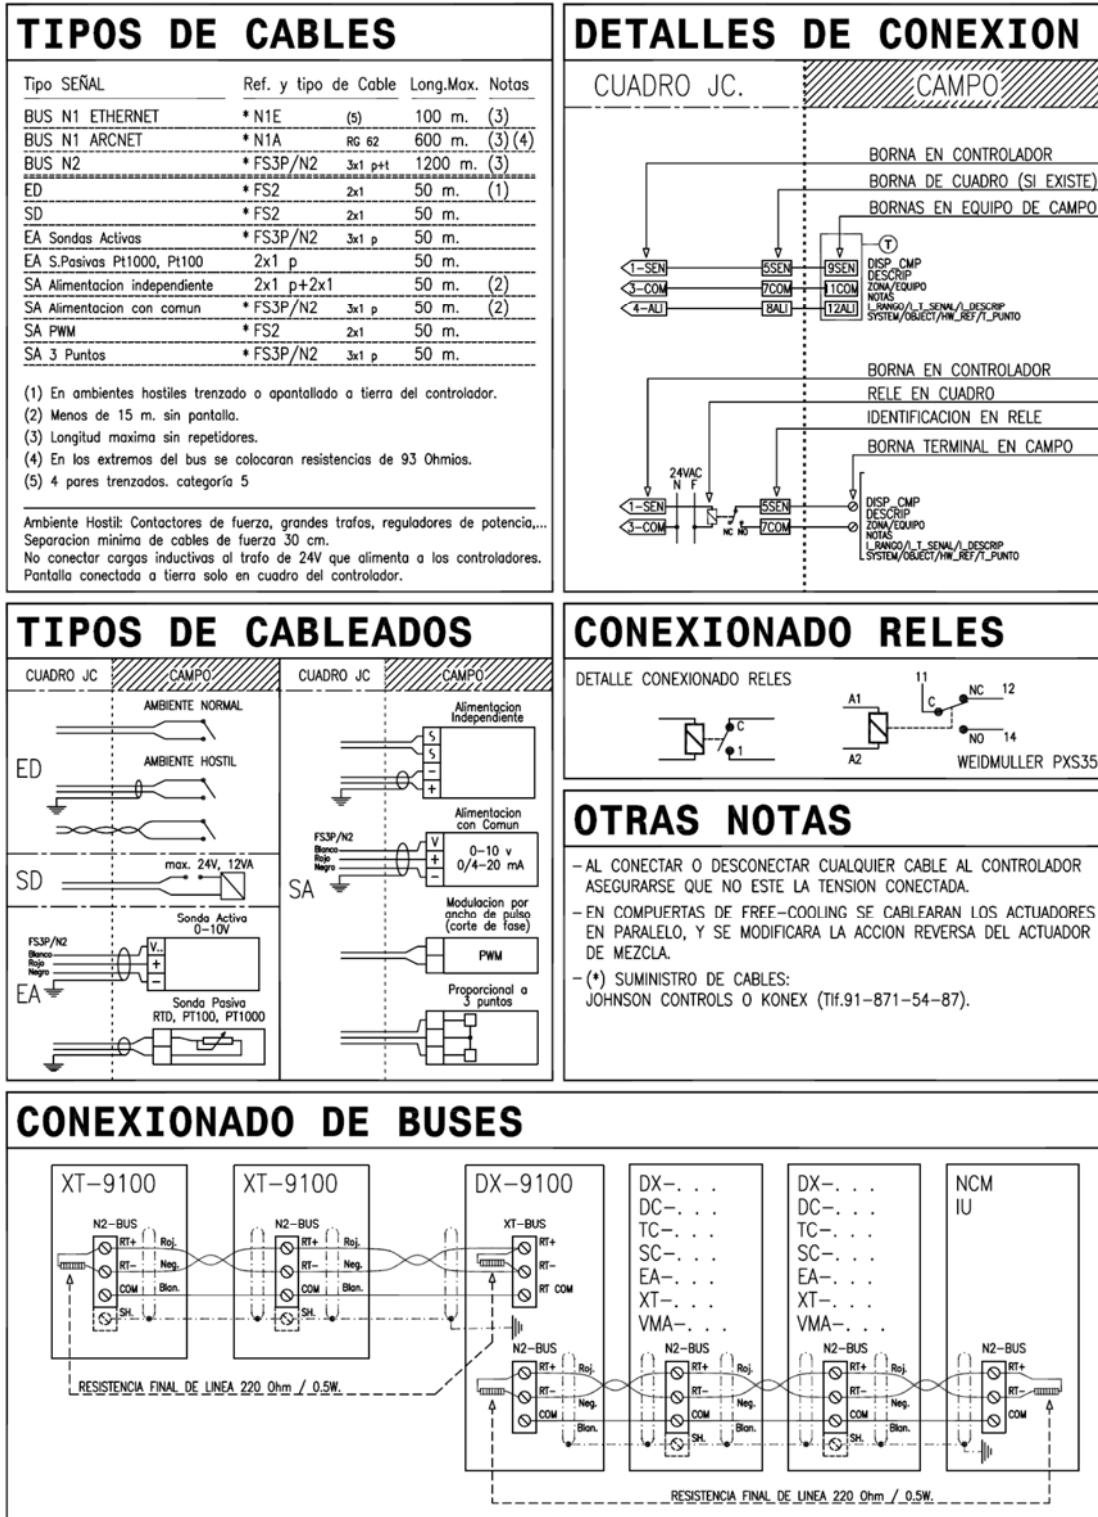 TIPOS DE CABLES
Tipo SEÑAL Ref. y tipo de Cable Long.Max. Notas
BUS N1 ETHERNET * N1E (5) 100 m. (3)
BUS N1 ARCNET * N1A RG 62 600 m. (3)(4)
BUS N2 * FS3P/N2 3x1 p+t 1200 m. (3)
ED * FS2 2x1 50 m. (1)
SD * FS2 2x1 50 m.
EA Sondas Activas * FS3P/N2 3x1 p 50 m.
EA S.Pasivas Pt1000, Pt100 2x1 p 50 m.
SA Alimentacion independiente 2x1 p+2x1 50 m. (2)
SA Alimentacion con comun * FS3P/N2 3x1 p 50 m. (2)
SA PWM * FS2 2x1 50 m.
SA 3 Puntos * FS3P/N2 3x1 p 50 m.
(1) En ambientes hostiles trenzado o apantallado a tierra del controlador.
(2) Menos de 15 m. sin pantalla.
(3) Longitud maxima sin repetidores.
(4) En los extremos del bus se colocaran resistencias de 93 Ohmios.
(5) 4 pares trenzados. categoría 5
Ambiente Hostil: Contactores de fuerza, grandes trafos, reguladores de potencia,...
Separacion minima de cables de fuerza 30 cm.
No conectar cargas inductivas al trafo de 24V que alimenta a los controladores.
Pantalla conectada a tierra solo en cuadro del controlador.
DETALLES DE CONEXION
CUADRO JC. CAMPO
BORNA EN CONTROLADOR
BORNA DE CUADRO (SI EXISTE)
BORNAS EN EQUIPO DE CAMPO
T
1-SEN 5SEN 9SEN
3-COM 7COM 11COM
4-ALI 8ALI 12ALI
DISP_CMP
DESCRIP
ZONA/EQUIPO
NOTAS
I_RANGO/I_T_SENAL/I_DESCRIP
SYSTEM/OBJECT/HW_REF/T_PUNTO
BORNA EN CONTROLADOR
RELE EN CUADRO
IDENTIFICACION EN RELE
BORNA TERMINAL EN CAMPO
24VAC
N F
1-SEN 5SEN
3-COM NC NO 7COM
DISP_CMP
DESCRIP
ZONA/EQUIPO
NOTAS
I_RANGO/I_T_SENAL/I_DESCRIP
SYSTEM/OBJECT/HW_REF/T_PUNTO
TIPOS DE CABLEADOS
CUADRO JC CAMPO
AMBIENTE NORMAL
ED
AMBIENTE HOSTIL
SD
max. 24V, 12VA
Sonda Activa
0-10V
FS3P/N2
Blanco
Rojo
Negro
V..
+
-
EA
Sonda Pasiva
RTD, PT100, PT1000
CUADRO JC CAMPO
Alimentacion
Independiente
S
S
-
+
Alimentacion
con Comun
FS3P/N2
Blanco
Rojo
Negro
V
+
-
0-10 v
0/4-20 mA
SA
Modulacion por
ancho de pulso
(corte de fase)
PWM
Proporcional a
3 puntos
CONEXIONADO RELES
DETALLE CONEXIONADO RELES
C
1
A1
A2
11
C
NC 12
NO 14
WEIDMULLER PXS35
OTRAS NOTAS
- AL CONECTAR O DESCONECTAR CUALQUIER CABLE AL CONTROLADOR
ASEGURARSE QUE NO ESTE LA TENSION CONECTADA.
- EN COMPUERTAS DE FREE-COOLING SE CABLEARAN LOS ACTUADORES
EN PARALELO, Y SE MODIFICARA LA ACCION REVERSA DEL ACTUADOR
DE MEZCLA.
- (*) SUMINISTRO DE CABLES:
JOHNSON CONTROLS O KONEX (Tlf.91-871-54-87).
CONEXIONADO DE BUSES
XT-9100
N2-BUS
RT+ Roj.
RT- Neg.
COM Blan.
SH.
XT-9100
N2-BUS
RT+ Roj.
RT- Neg.
COM Blan.
SH.
DX-9100
XT-BUS
RT+
RT-
RT COM
RESISTENCIA FINAL DE LINEA 220 Ohm / 0.5W.
N2-BUS
RT+ Roj.
RT- Neg.
COM Blan.
DX-. . .
DC-. . .
TC-. . .
SC-. . .
EA-. . .
XT-. . .
VMA-. . .
N2-BUS
RT+ Roj.
RT- Neg.
COM Blan.
SH.
DX-. . .
DC-. . .
TC-. . .
SC-. . .
EA-. . .
XT-. . .
VMA-. . .
N2-BUS
RT+ Roj.
RT- Neg.
COM Blan.
SH.
NCM
IU
N2-BUS
RT+
RT-
COM
RESISTENCIA FINAL DE LINEA 220 Ohm / 0.5W.